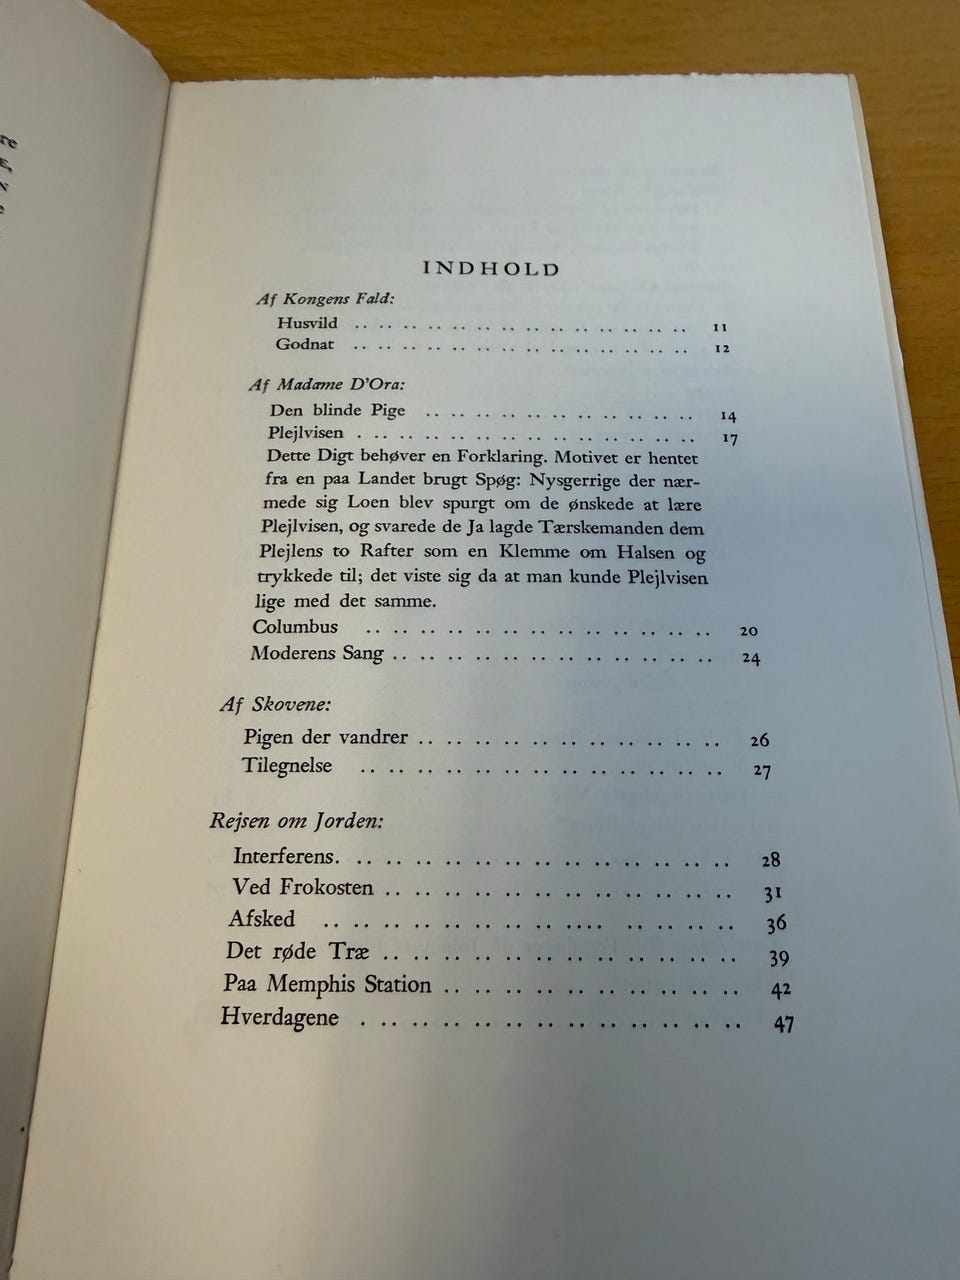 re
E,
N
e
INDHOLD
Af Kongens Fald:
Husvild .. .. .. .. .. .. .. .. .. .. .. .. .. .. 11
Godnat .. .. .. .. .. .. .. .. .. .. .. .. .. .. 12
Af Madame D'Ora:
Den blinde Pige .. .. .. .. .. .. .. .. .. .. .. 14
Plejlvisen . .. .. .. .. .. .. .. .. .. .. .. .. .. 17
Dette Digt behøver en Forklaring. Motivet er hentet
fra en paa Landet brugt Spøg: Nysgerrige der nær-
mede sig Loen blev spurgt om de ønskede at lære
Plejlvisen, og svarede de Ja lagde Tærskemanden dem
Plejlens to Rafter som en Klemme om Halsen og
trykkede til; det viste sig da at man kunde Plejlvisen
lige med det samme.
Columbus .. .. .. .. .. .. .. .. .. .. .. .. .. 20
Moderens Sang .. .. .. .. .. .. .. .. .. .. .. .. 24
Af Skovene:
Pigen der vandrer .. .. .. .. .. .. .. .. .. .. .. 26
Tilegnelse .. .. .. .. .. .. .. .. .. .. .. .. .. 27
Rejsen om Jorden:
Interferens. .. .. .. .. .. .. .. .. .. .. .. .. .. 28
Ved Frokosten .. .. .. .. .. .. .. .. .. .. .. .. 31
Afsked .. .. .. .. .. .. .. .. .. .... .. .. .. .. 36
Det røde Træ .. .. .. .. .. .. .. .. .. .. .. .. 39
Paa Memphis Station .. .. .. .. .. .. .. .. .. .. 42
Hverdagene . .. .. .. .. .. .. .. .. .. .. .. .. 47